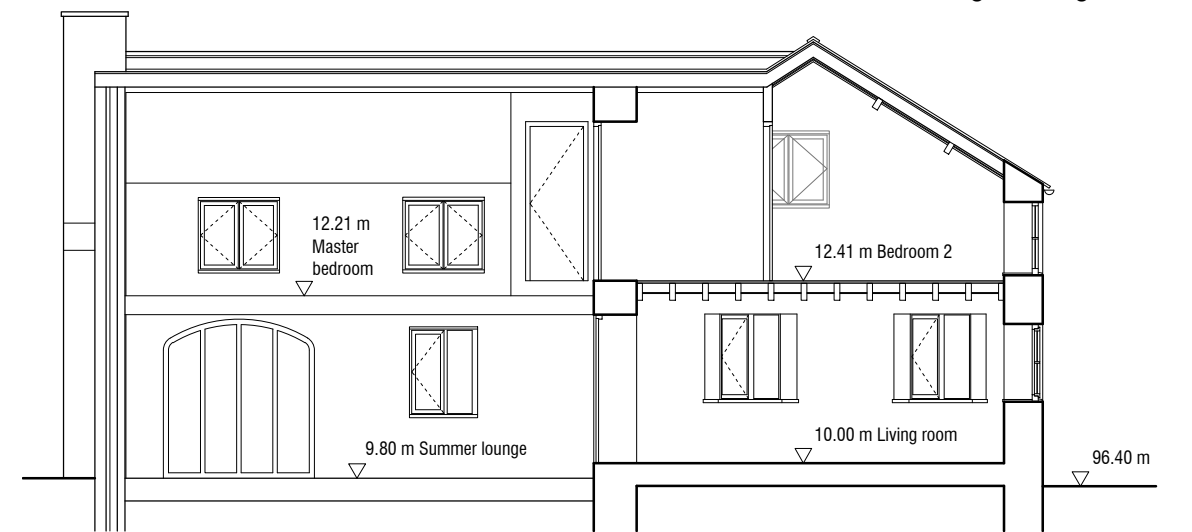 12.21 m
Master
bedroom
12.41 m Bedroom 2
9.80 m Summer lounge
10.00 m Living room
96.40 m